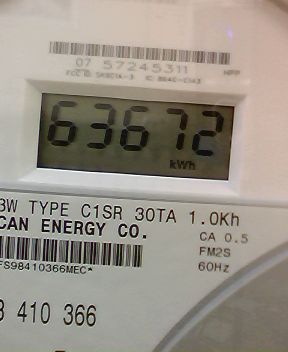 07 57245311
63672
kWh
3W TYPE C1SR 30TA 1.0Kh
CAN ENERGY CO.
CA 0.5
FM2S
60Hz
FS98410366MEC*
410 366